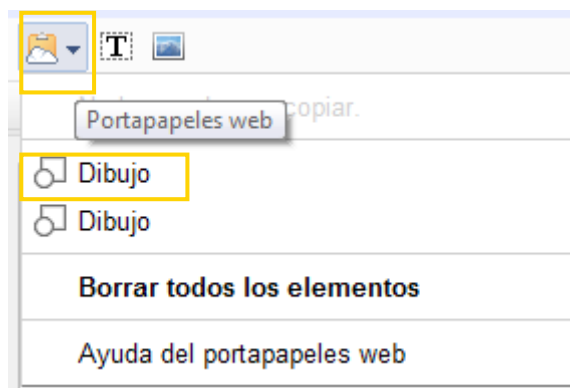 T
copiar.
Portapapeles web
Dibujo
Dibujo
Borrar todos los elementos
Ayuda del portapapeles web